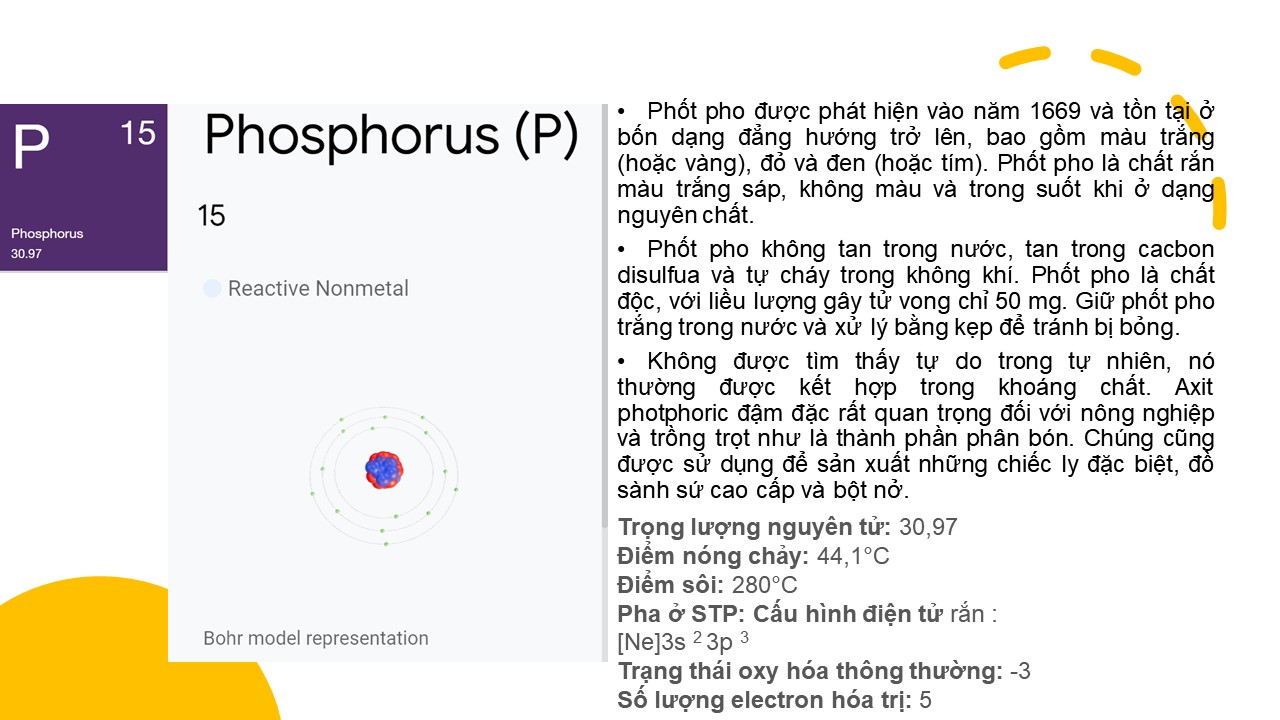 P 15
Phosphorus
30.97
Phosphorus (P)
15
Reactive Nonmetal
Bohr model representation
• Phốt pho được phát hiện vào năm 1669 và tồn tại ở
bốn dạng đẳng hướng trở lên, bao gồm màu trắng
(hoặc vàng), đỏ và đen (hoặc tím). Phốt pho là chất rắn
màu trắng sáp, không màu và trong suốt khi ở dạng
nguyên chất.
• Phốt pho không tan trong nước, tan trong cacbon
disulfua và tự cháy trong không khí. Phốt pho là chất
độc, với liều lượng gây tử vong chỉ 50 mg. Giữ phốt pho
trắng trong nước và xử lý bằng kẹp để tránh bị bỏng.
• Không được tìm thấy tự do trong tự nhiên, nó
thường được kết hợp trong khoáng chất. Axit
photphoric đậm đặc rất quan trọng đối với nông nghiệp
và trồng trọt như là thành phần phân bón. Chúng cũng
được sử dụng để sản xuất những chiếc ly đặc biệt, đồ
sành sứ cao cấp và bột nở.
Trọng lượng nguyên tử: 30,97
Điểm nóng chảy: 44,1°C
Điểm sôi: 280°C
Pha ở STP: Cấu hình điện tử rắn :
[Ne]3s ² 3p ³
Trạng thái oxy hóa thông thường: -3
Số lượng electron hóa trị: 5